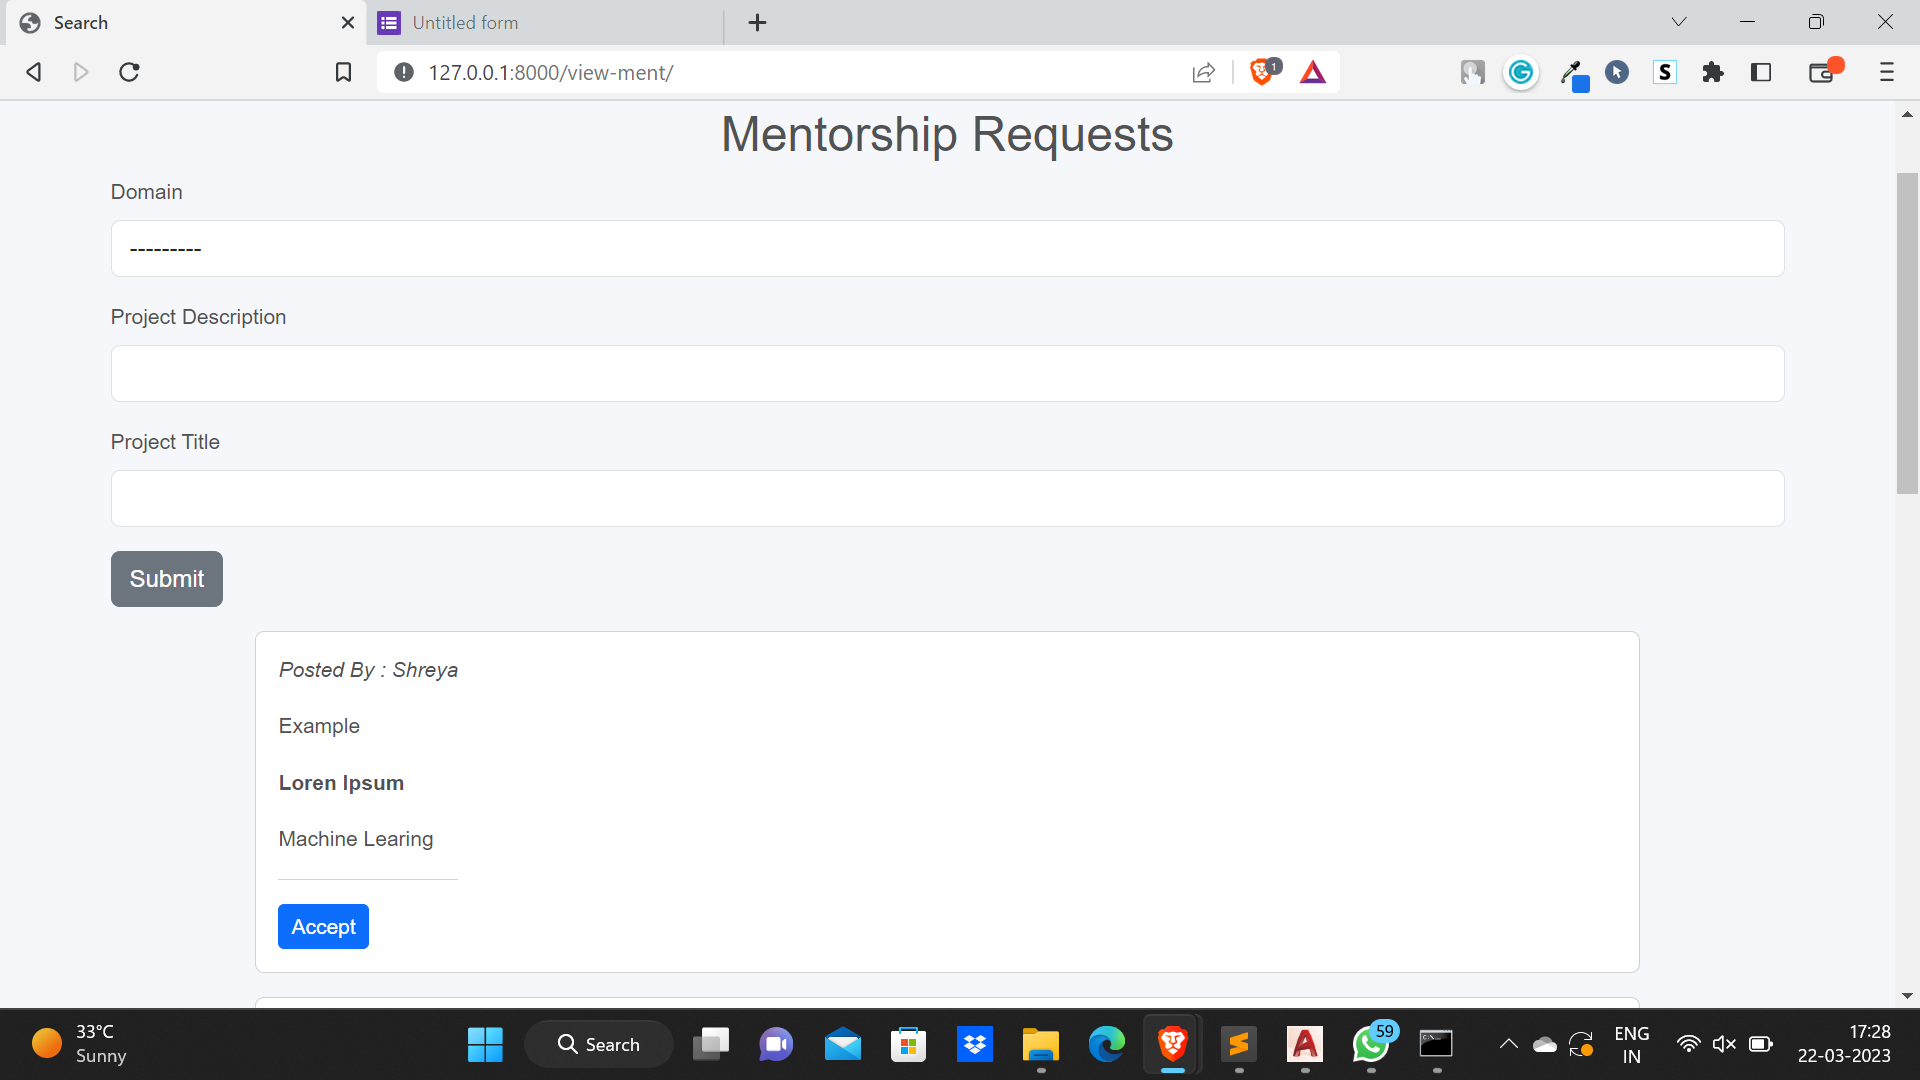 Search
Untitled form
127.0.0.1:8000/view-ment/
1
S
Mentorship Requests
Domain
---------
Project Description
Project Title
Submit
Posted By : Shreya
Example
Loren Ipsum
Machine Learing
Accept
33°C
Sunny
Search
59
ENG
IN
17:28
22-03-2023